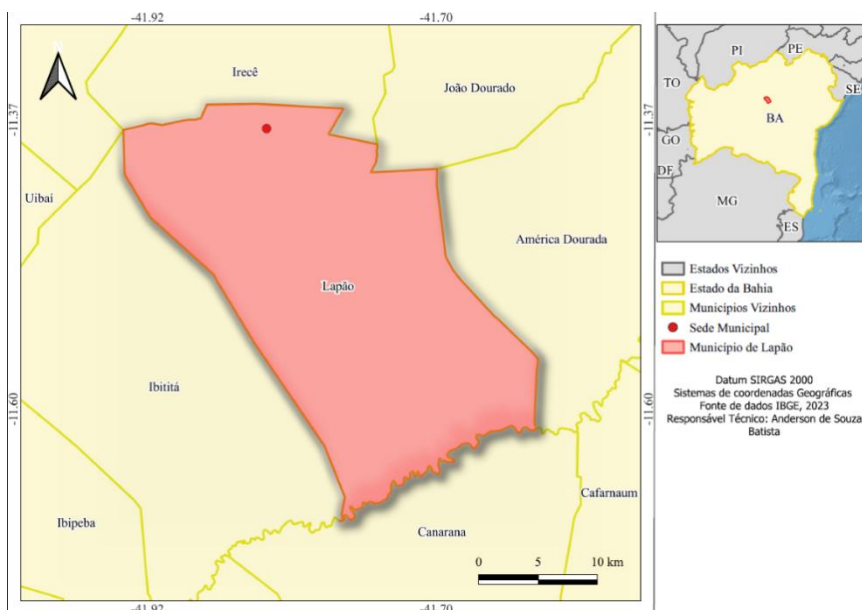 -41.92
-41.70
Irecê
João Dourado
-11.37
-11.37
Uibaí
América Dourada
Lapão
Ibititá
-11.60
-11.60
Cafarnaum
Ibipeba
Canarana
0 5 10 km
-41.92
-41.70
PI
PE
TO
SE
BA
GO
DF
MG
ES
Estados Vizinhos
Estado da Bahia
Municípios Vizinhos
Sede Municipal
Município de Lapão
Datum SIRGAS 2000
Sistemas de coordenadas Geográficas
Fonte de dados IBGE, 2023
Responsável Técnico: Anderson de Souza
Batista